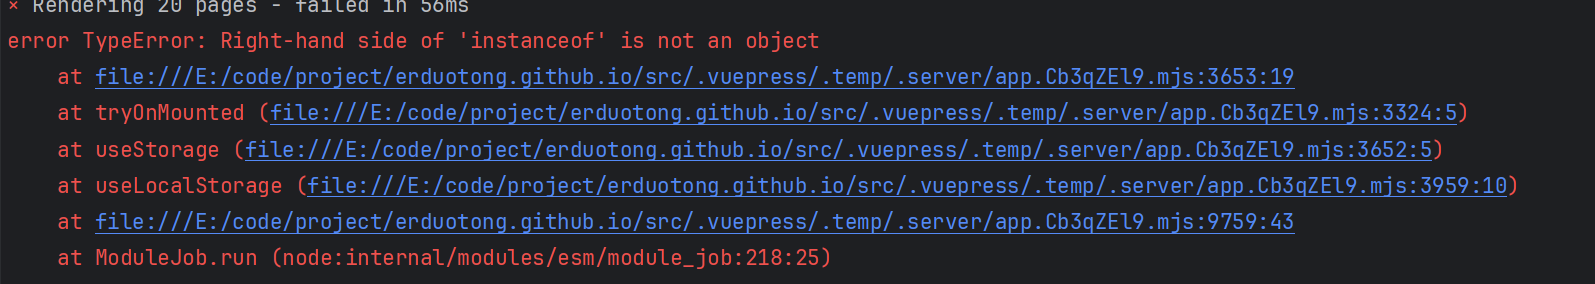 × Rendering 20 pages - failed in 56ms
error TypeError: Right-hand side of 'instanceof' is not an object
    at file:///E:/code/project/erduotong.github.io/src/.vuepress/.temp/.server/app.Cb3qZEl9.mjs:3653:19
    at tryOnMounted (file:///E:/code/project/erduotong.github.io/src/.vuepress/.temp/.server/app.Cb3qZEl9.mjs:3324:5)
    at useStorage (file:///E:/code/project/erduotong.github.io/src/.vuepress/.temp/.server/app.Cb3qZEl9.mjs:3652:5)
    at useLocalStorage (file:///E:/code/project/erduotong.github.io/src/.vuepress/.temp/.server/app.Cb3qZEl9.mjs:3959:10)
    at file:///E:/code/project/erduotong.github.io/src/.vuepress/.temp/.server/app.Cb3qZEl9.mjs:9759:43
    at ModuleJob.run (node:internal/modules/esm/module_job:218:25)